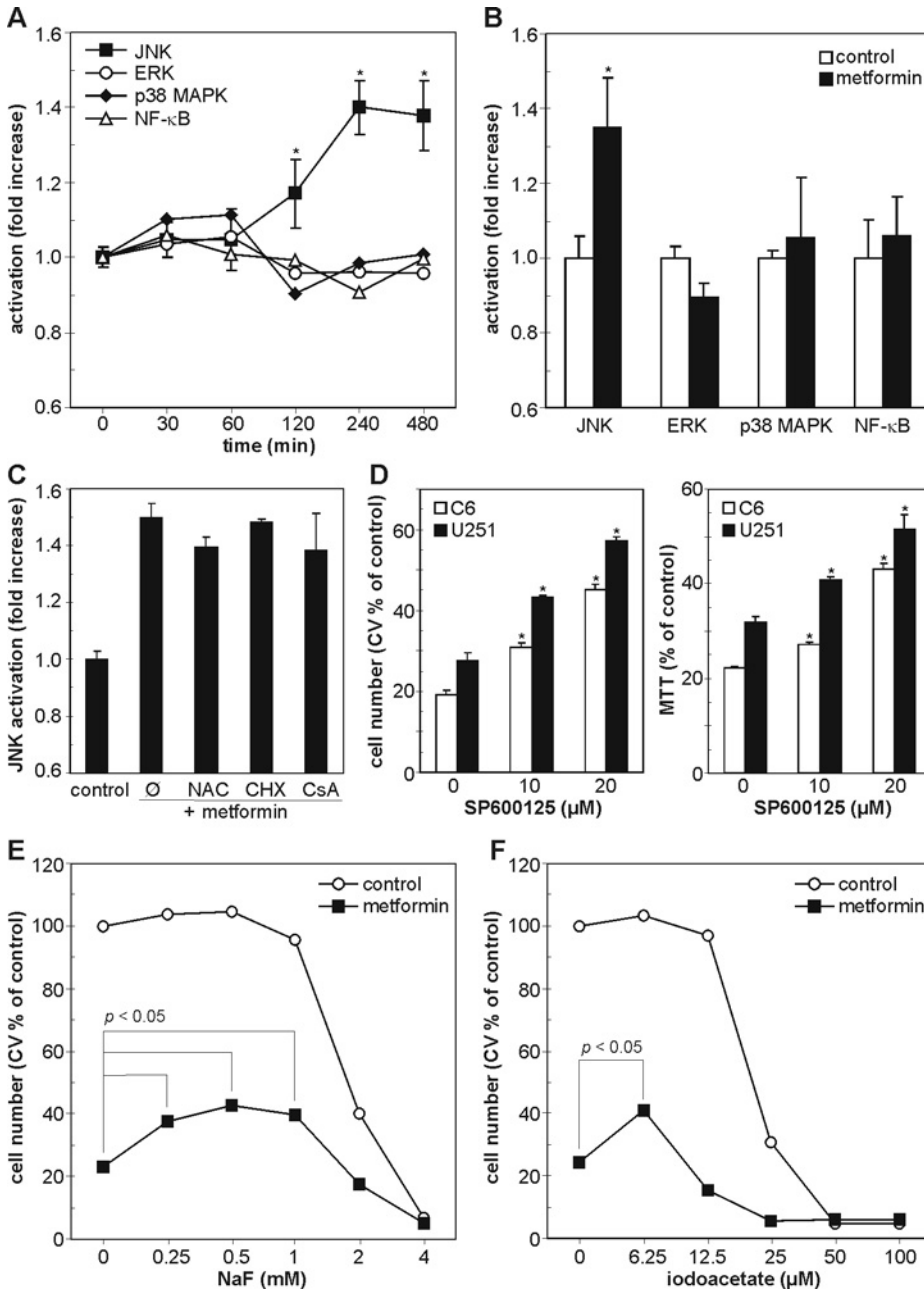 A
activation (fold increase)
1.6
1.4
1.2
1.0
0.8
0.6
JNK
ERK
p38 MAPK
NF-κB
* * *
0 30 60 120 240 480
time (min)
B
activation (fold increase)
1.6
1.4
1.2
1.0
0.8
0.6
control
metformin
*
JNK ERK p38 MAPK NF-κB
C
JNK activation (fold increase)
1.6
1.4
1.2
1.0
0.8
0.6
control Ø NAC CHX CsA
+ metformin
D
cell number (CV % of control)
60
40
20
0
C6
U251
* * * *
0 10 20
SP600125 (µM)
MTT (% of control)
60
40
20
0
C6
U251
* * * *
0 10 20
SP600125 (µM)
E
cell number (CV % of control)
120
100
80
60
40
20
0
control
metformin
p < 0.05
0 0.25 0.5 1 2 4
NaF (mM)
F
cell number (CV % of control)
120
100
80
60
40
20
0
control
metformin
p < 0.05
0 6.25 12.5 25 50 100
iodoacetate (µM)